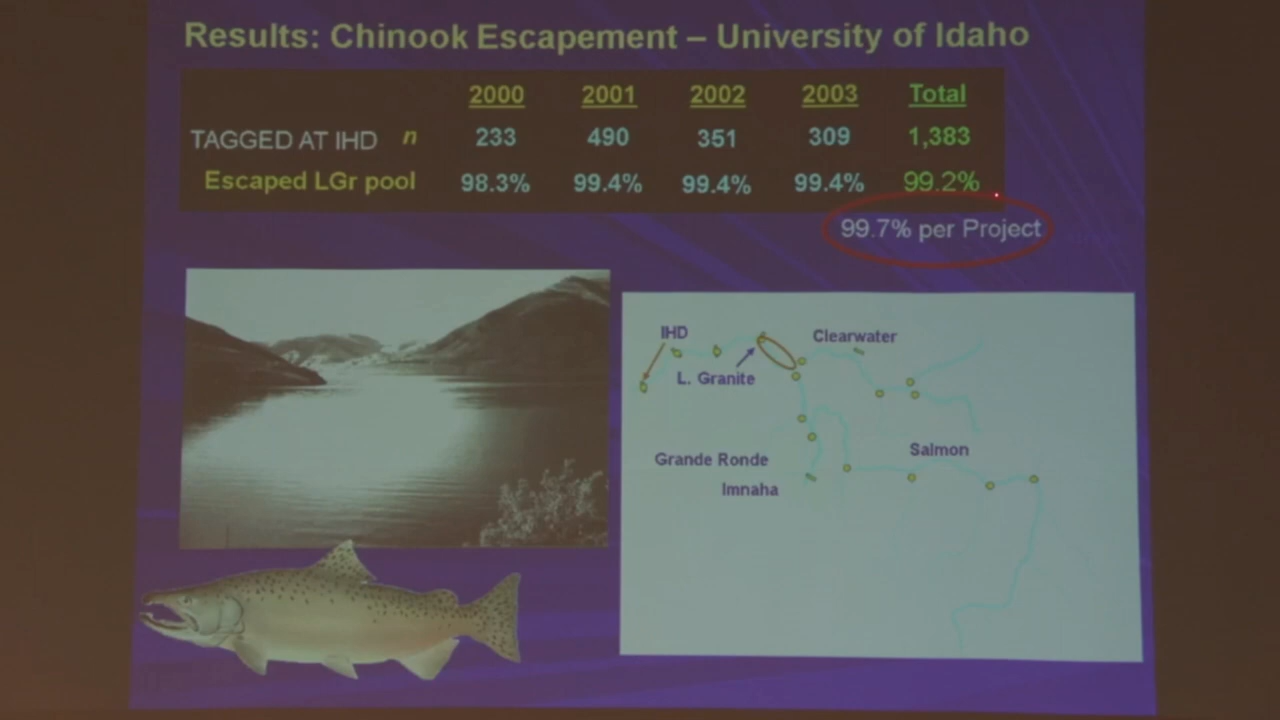 Results: Chinook Escapement – University of Idaho
2000 2001 2002 2003 Total
TAGGED AT IHD n 233 490 351 309 1,383
Escaped LGr pool 98.3% 99.4% 99.4% 99.4% 99.2%
99.7% per Project
IHD
Clearwater
L. Granite
Salmon
Grande Ronde
Imnaha